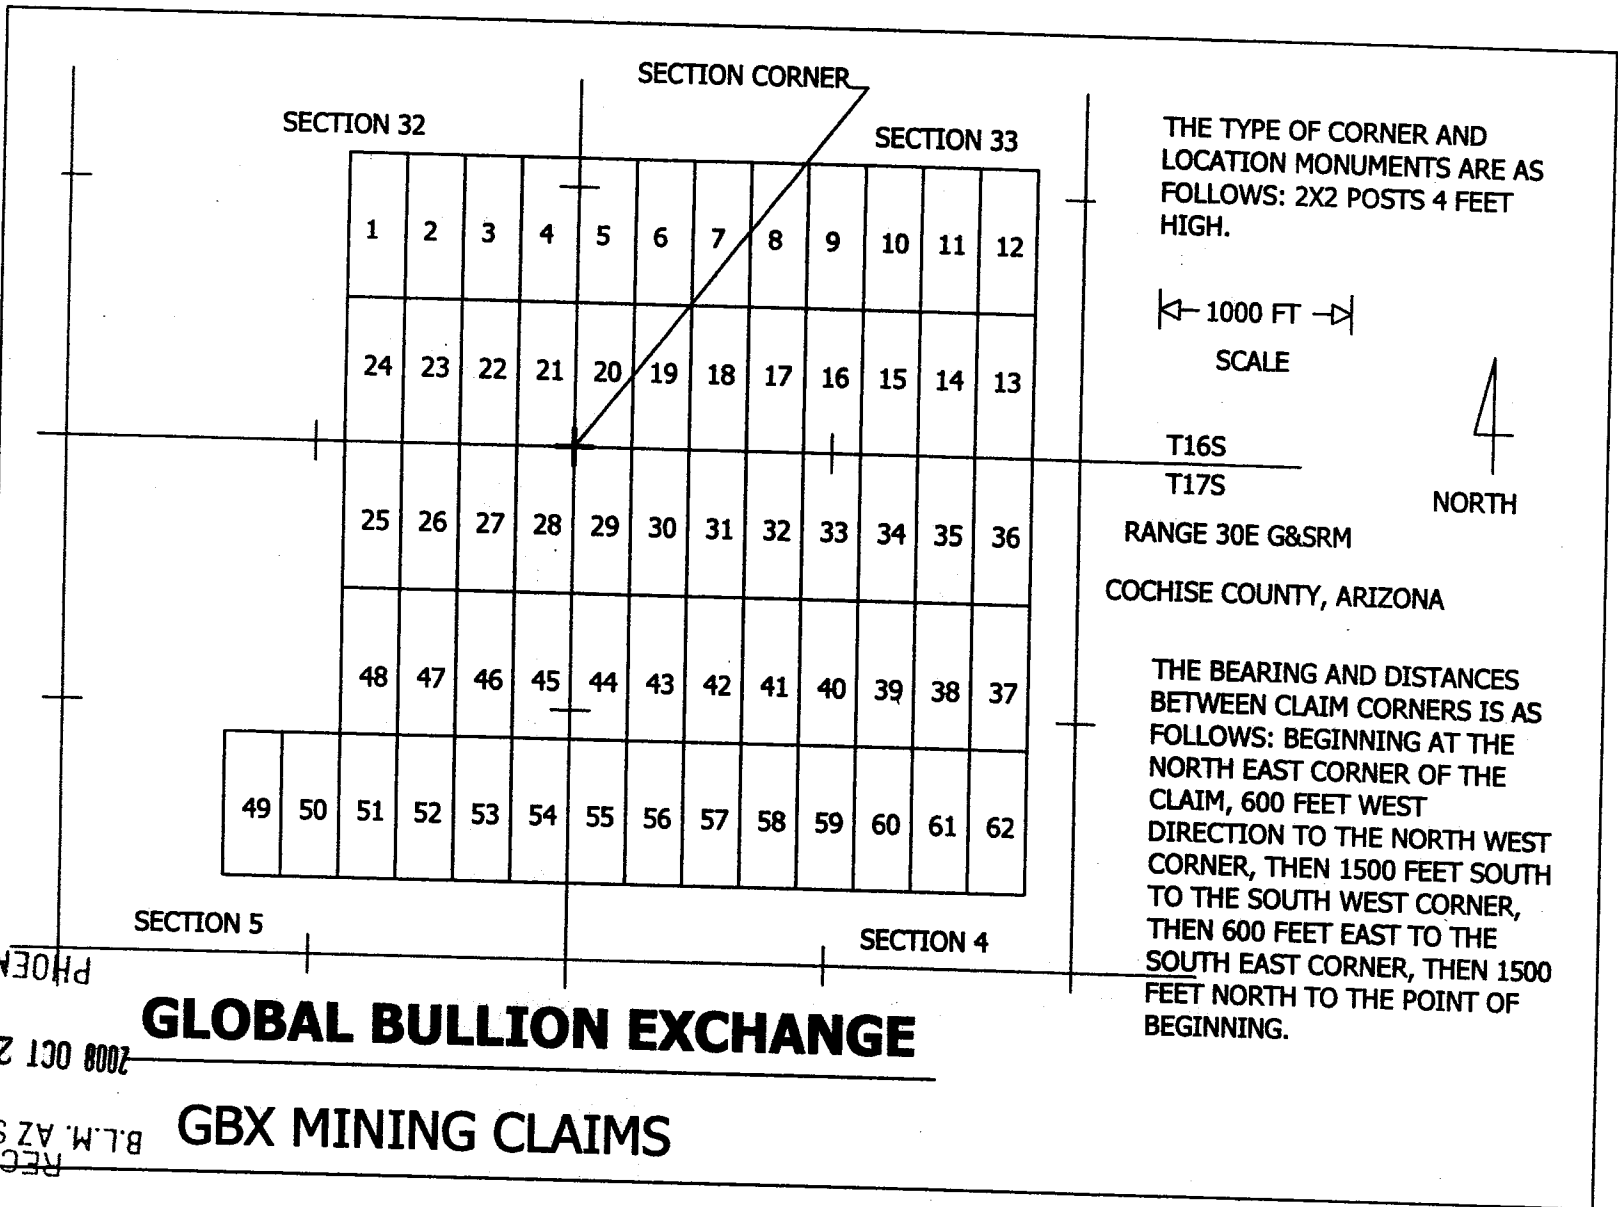 SECTION CORNER
SECTION 32
SECTION 33
THE TYPE OF CORNER AND
LOCATION MONUMENTS ARE AS
FOLLOWS: 2X2 POSTS 4 FEET
HIGH.
1 2 3 4 5 6 7 8 9 10 11 12
1000 FT
SCALE
24 23 22 21 20 19 18 17 16 15 14 13
T16S
T17S
NORTH
25 26 27 28 29 30 31 32 33 34 35 36
RANGE 30E G&SRM
COCHISE COUNTY, ARIZONA
48 47 46 45 44 43 42 41 40 39 38 37
THE BEARING AND DISTANCES
BETWEEN CLAIM CORNERS IS AS
FOLLOWS: BEGINNING AT THE
NORTH EAST CORNER OF THE
CLAIM, 600 FEET WEST
DIRECTION TO THE NORTH WEST
CORNER, THEN 1500 FEET SOUTH
TO THE SOUTH WEST CORNER,
THEN 600 FEET EAST TO THE
SOUTH EAST CORNER, THEN 1500
FEET NORTH TO THE POINT OF
BEGINNING.
49 50 51 52 53 54 55 56 57 58 59 60 61 62
SECTION 5
SECTION 4
GLOBAL BULLION EXCHANGE
2008 OCT 2
GBX MINING CLAIMS
B.L.M. AZ S